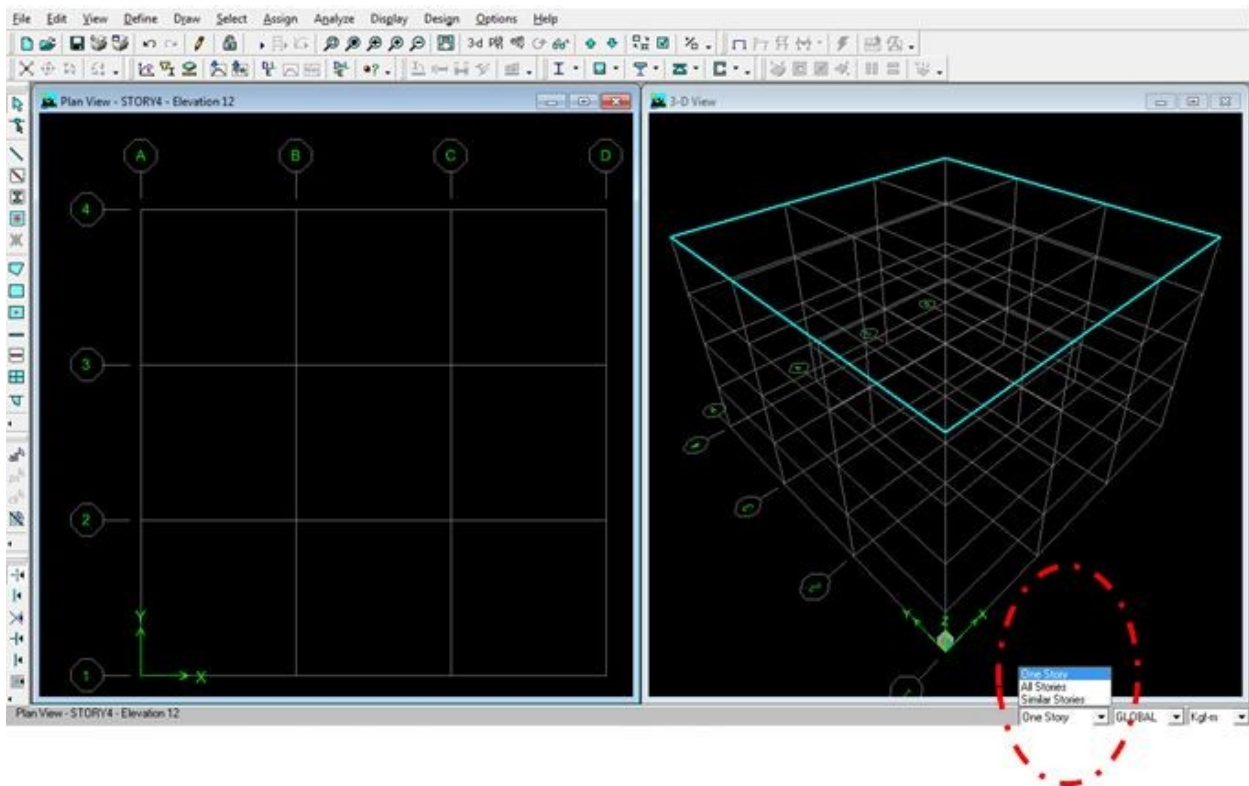 File Edit View Define Draw Select Assign Analyze Display Design Options Help
3-d
Plan View - STORY4 - Elevation 12
3-D View
A B C D
4
3
2
1
Y
X
Y Z X
One Story
All Stories
Similar Stories
Plan View - STORY4 - Elevation 12
One Story GLOBAL Kgf-m